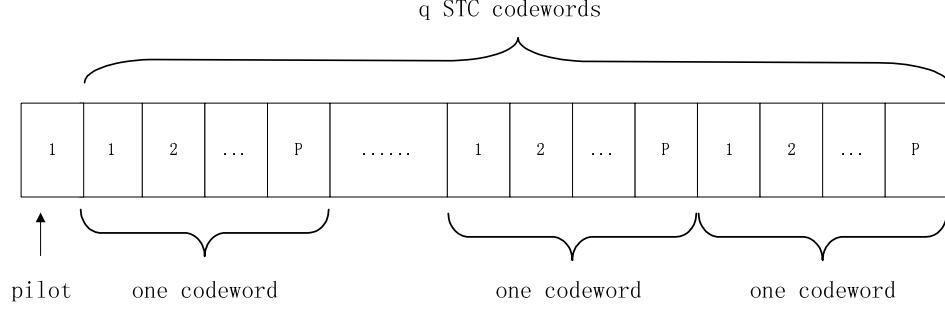 q STC codewords
1 1 2 ... P ...... 1 2 ... P 1 2 ... P
pilot one codeword one codeword one codeword